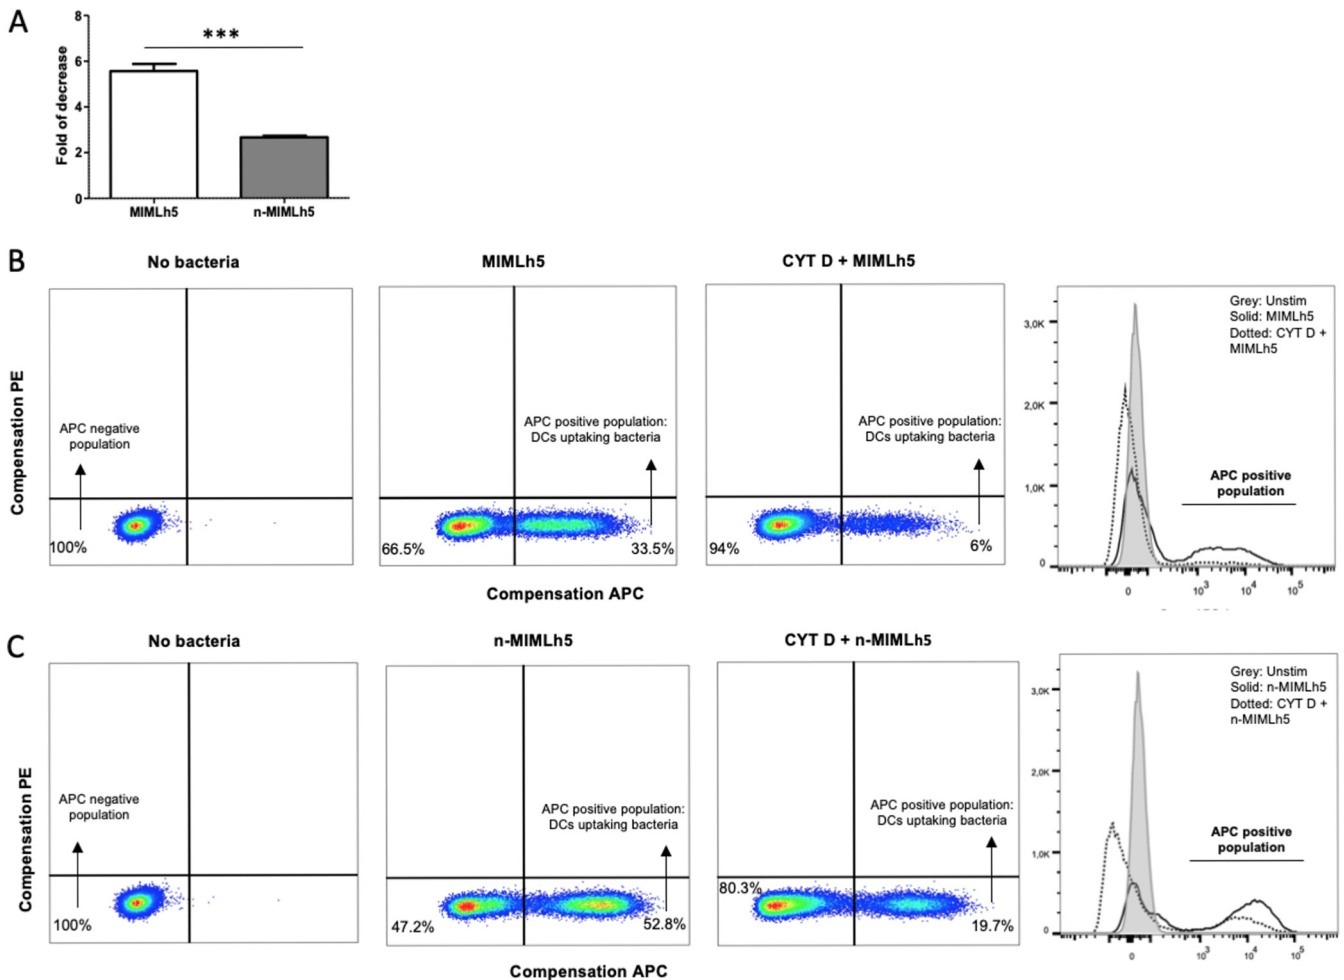 A
8
6
4
2
0
Fold of decrease
***
MIMLh5
n-MIMLh5
B
No bacteria
MIMLh5
CYT D + MIMLh5
Compensation PE
APC negative
population
100%
APC positive population:
DCs uptaking bacteria
66.5%
33.5%
APC positive population:
DCs uptaking bacteria
94%
6%
Compensation APC
3,0K
2,0K
1,0K
0
Grey: Unstim
Solid: MIMLh5
Dotted: CYT D +
MIMLh5
APC positive
population
0
10³
10⁴
10⁵
C
No bacteria
n-MIMLh5
CYT D + n-MIMLh5
Compensation PE
APC negative
population
100%
APC positive population:
DCs uptaking bacteria
47.2%
52.8%
APC positive population:
DCs uptaking bacteria
80.3%
19.7%
Compensation APC
3,0K
2,0K
1,0K
0
Grey: Unstim
Solid: n-MIMLh5
Dotted: CYT D +
n-MIMLh5
APC positive
population
0
10³
10⁴
10⁵